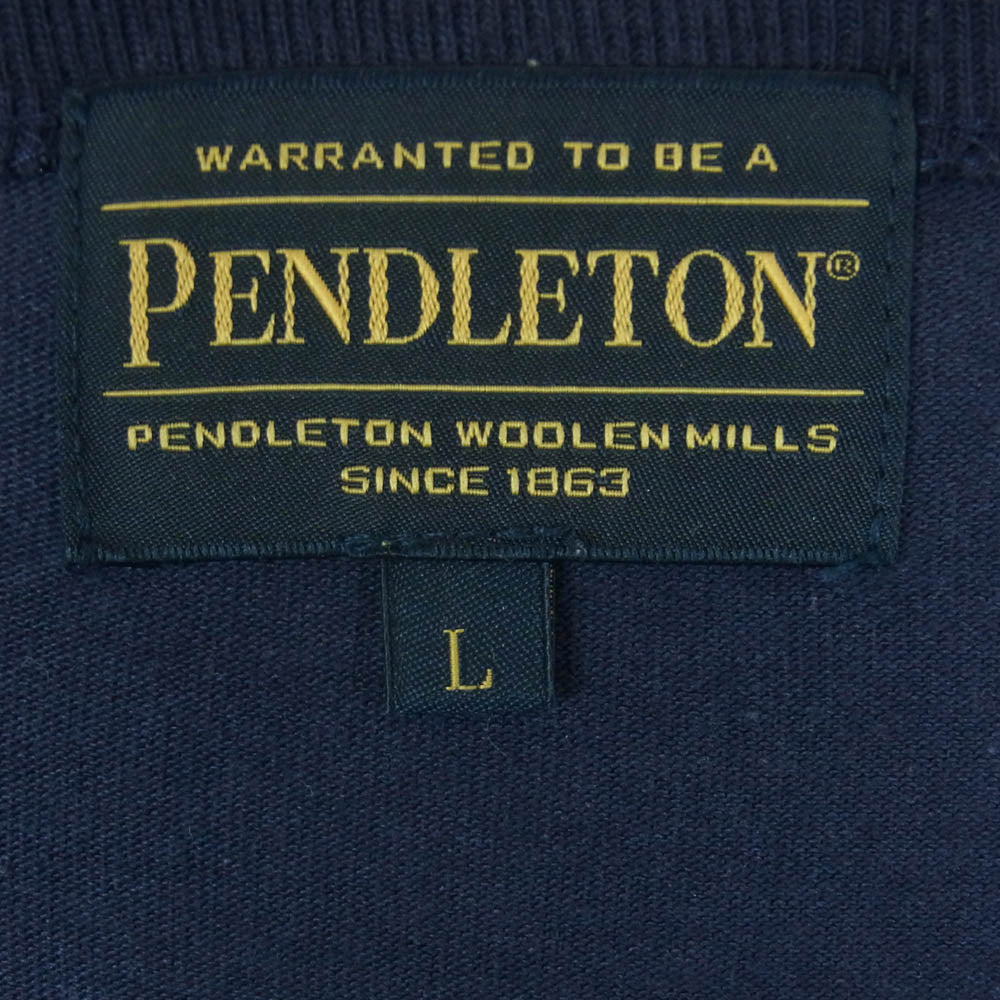 WARRANTED TO BE A
PENDLETON®
PENDLETON WOOLEN MILLS
SINCE 1863
L